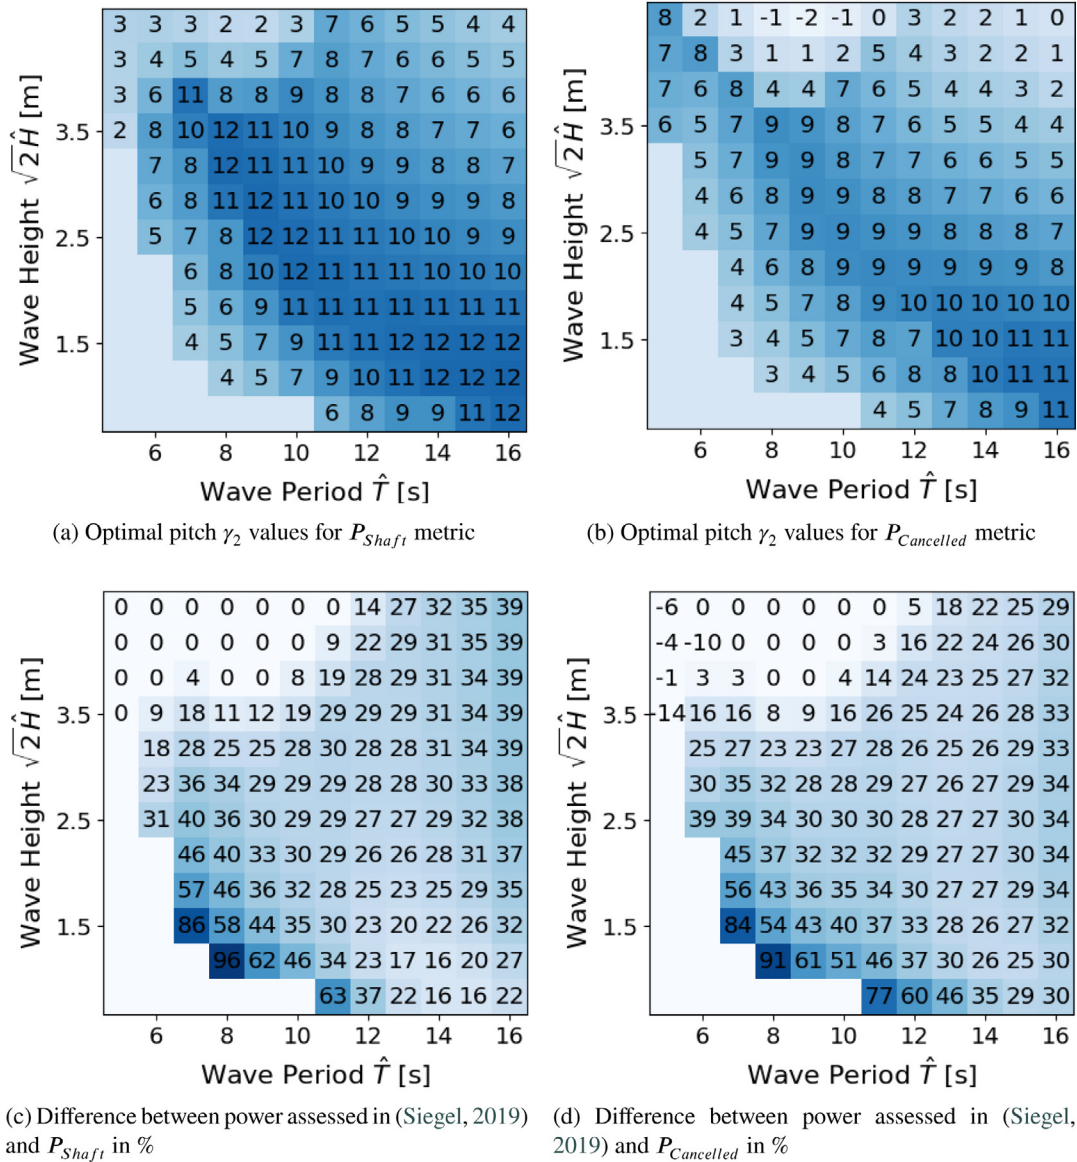 Wave Height √2Ĥ [m]
3 3 3 2 2 3 7 6 5 5 4 4
3 4 5 4 5 7 8 7 6 6 5 5
3 6 11 8 8 9 8 8 7 6 6 6
3.5 2 8 10 12 11 10 9 8 8 7 7 6
7 8 12 11 11 10 9 9 8 8 7
6 8 11 12 11 10 10 9 9 9 8
2.5 5 7 8 12 12 11 11 10 10 9 9
6 8 10 12 11 11 11 10 10 10
5 6 9 11 11 11 11 11 11 11
1.5 4 5 7 9 11 11 12 12 12 12
4 5 7 9 10 11 12 12 12
6 8 9 9 11 12
6 8 10 12 14 16
Wave Period T̂ [s]
(a) Optimal pitch γ₂ values for P_Shaft metric
Wave Height √2Ĥ [m]
8 2 1 -1 -2 -1 0 3 2 2 1 0
7 8 3 1 1 2 5 4 3 2 2 1
7 6 8 4 4 7 6 5 4 4 3 2
3.5 6 5 7 9 9 8 7 6 5 5 4 4
5 7 9 9 8 7 7 6 6 5 5
4 6 8 9 9 8 8 7 7 6 6
2.5 4 5 7 9 9 9 9 8 8 8 7
4 6 8 9 9 9 9 9 9 8
4 5 7 8 9 10 10 10 10 10
1.5 3 4 5 7 8 7 10 10 11 11
3 4 5 6 8 8 10 11 11
4 5 7 8 9 11
6 8 10 12 14 16
Wave Period T̂ [s]
(b) Optimal pitch γ₂ values for P_Cancelled metric
Wave Height √2Ĥ [m]
0 0 0 0 0 0 0 14 27 32 35 39
0 0 0 0 0 0 9 22 29 31 35 39
0 0 4 0 0 8 19 28 29 31 34 39
3.5 0 9 18 11 12 19 29 29 29 31 34 39
18 28 25 25 28 30 28 28 31 34 39
23 36 34 29 29 29 28 28 30 33 38
2.5 31 40 36 30 29 29 27 27 29 32 38
46 40 33 30 29 26 26 28 31 37
57 46 36 32 28 25 23 25 29 35
1.5 86 58 44 35 30 23 20 22 26 32
96 62 46 34 23 17 16 20 27
63 37 22 16 16 22
6 8 10 12 14 16
Wave Period T̂ [s]
(c) Difference between power assessed in (Siegel, 2019)
and P_Shaft in %
Wave Height √2Ĥ [m]
-6 0 0 0 0 0 0 5 18 22 25 29
-4 -10 0 0 0 0 3 16 22 24 26 30
-1 3 3 0 0 4 14 24 23 25 27 32
3.5 -14 16 16 8 9 16 26 25 24 26 28 33
25 27 23 23 27 28 26 25 26 29 33
30 35 32 28 28 29 27 26 27 29 34
2.5 39 39 34 30 30 30 28 27 27 30 34
45 37 32 32 32 29 27 27 30 34
56 43 36 35 34 30 27 27 29 34
1.5 84 54 43 40 37 33 28 26 27 32
91 61 51 46 37 30 26 25 30
77 60 46 35 29 30
6 8 10 12 14 16
Wave Period T̂ [s]
(d) Difference between power assessed in (Siegel,
2019) and P_Cancelled in %